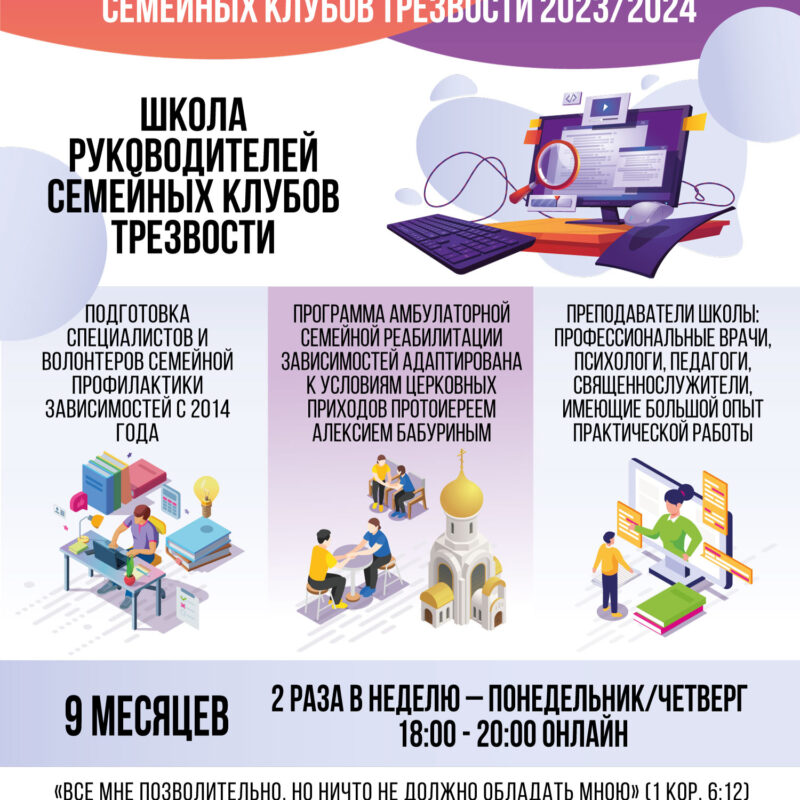 СЕМЕЙНЫХ КЛУБОВ ТРЕЗВОСТИ 2023/2024
ШКОЛА
РУКОВОДИТЕЛЕЙ
СЕМЕЙНЫХ КЛУБОВ
ТРЕЗВОСТИ
ПОДГОТОВКА
СПЕЦИАЛИСТОВ И
ВОЛОНТЕРОВ СЕМЕЙНОЙ
ПРОФИЛАКТИКИ
ЗАВИСИМОСТЕЙ С 2014
ГОДА
ПРОГРАММА АМБУЛАТОРНОЙ
СЕМЕЙНОЙ РЕАБИЛИТАЦИИ
ЗАВИСИМОСТЕЙ АДАПТИРОВАНА
К УСЛОВИЯМ ЦЕРКОВНЫХ
ПРИХОДОВ ПРОТОИЕРЕЕМ
АЛЕКСИЕМ БАБУРИНЫМ
ПРЕПОДАВАТЕЛИ ШКОЛЫ:
ПРОФЕССИОНАЛЬНЫЕ ВРАЧИ,
ПСИХОЛОГИ, ПЕДАГОГИ,
СВЯЩЕННОСЛУЖИТЕЛИ,
ИМЕЮЩИЕ БОЛЬШОЙ ОПЫТ
ПРАКТИЧЕСКОЙ РАБОТЫ
9 МЕСЯЦЕВ
2 РАЗА В НЕДЕЛЮ – ПОНЕДЕЛЬНИК/ЧЕТВЕРГ
18:00 - 20:00 ОНЛАЙН
«ВСЕ МНЕ ПОЗВОЛИТЕЛЬНО, НО НИЧТО НЕ ДОЛЖНО ОБЛАДАТЬ МНОЮ» (1 КОР. 6:12)